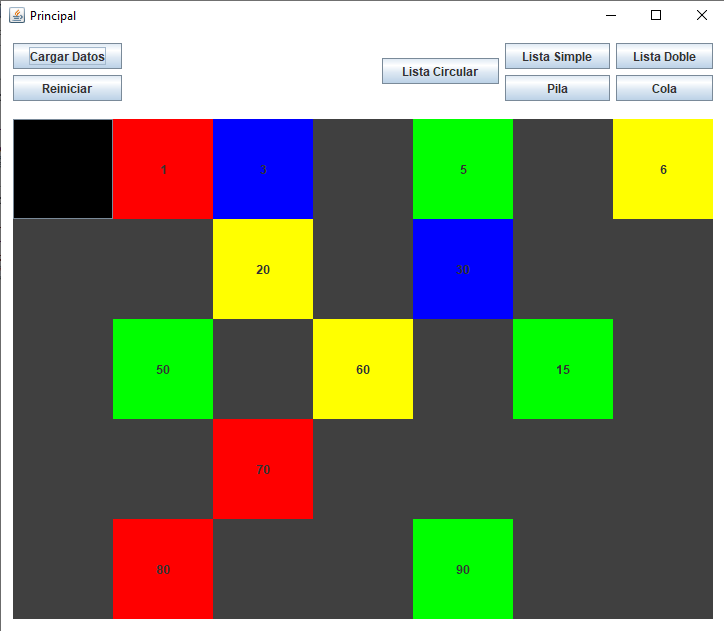 Principal
Cargar Datos
Reiniciar
Lista Circular
Lista Simple
Lista Doble
Pila
Cola
1 3 5 6
20 30
50 60 15
70
80 90